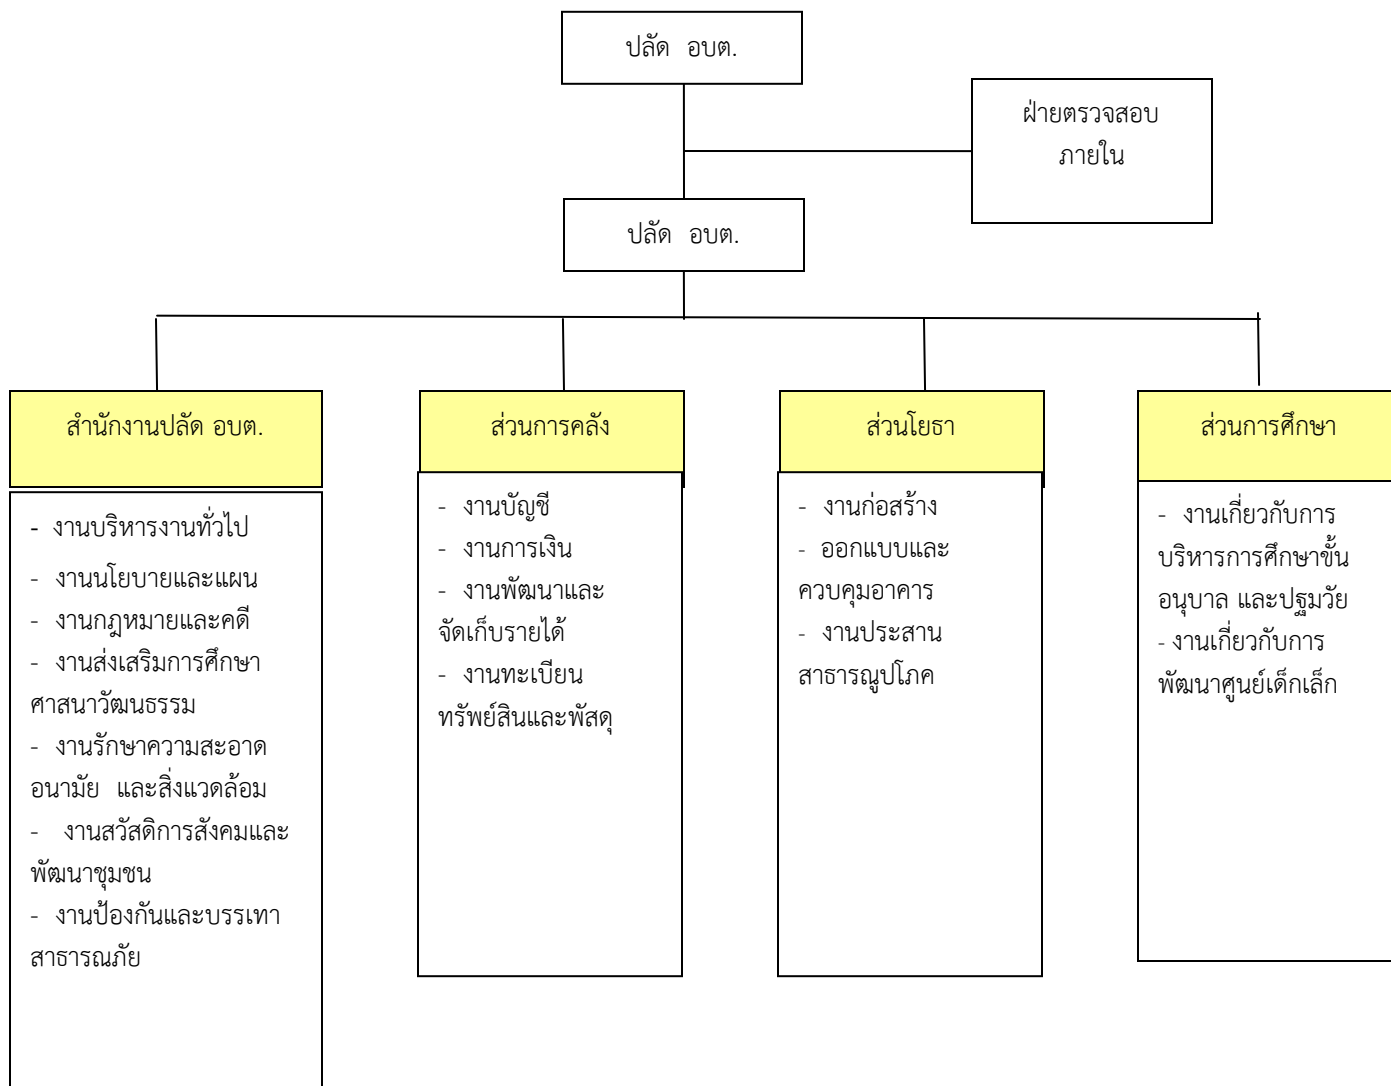 ปลัด อบต.
ฝ่ายตรวจสอบ
ภายใน
ปลัด อบต.
สำนักงานปลัด อบต.
- งานบริหารงานทั่วไป
- งานนโยบายและแผน
- งานกฎหมายและคดี
- งานส่งเสริมการศึกษา
ศาสนาวัฒนธรรม
- งานรักษาความสะอาด
อนามัย และสิ่งแวดล้อม
- งานสวัสดิการสังคมและ
พัฒนาชุมชน
- งานป้องกันและบรรเทา
สาธารณภัย
ส่วนการคลัง
- งานบัญชี
- งานการเงิน
- งานพัฒนาและ
จัดเก็บรายได้
- งานทะเบียน
ทรัพย์สินและพัสดุ
ส่วนโยธา
- งานก่อสร้าง
- ออกแบบและ
ควบคุมอาคาร
- งานประสาน
สาธารณูปโภค
ส่วนการศึกษา
- งานเกี่ยวกับการ
บริหารการศึกษาขั้น
อนุบาล และปฐมวัย
- งานเกี่ยวกับการ
พัฒนาศูนย์เด็กเล็ก